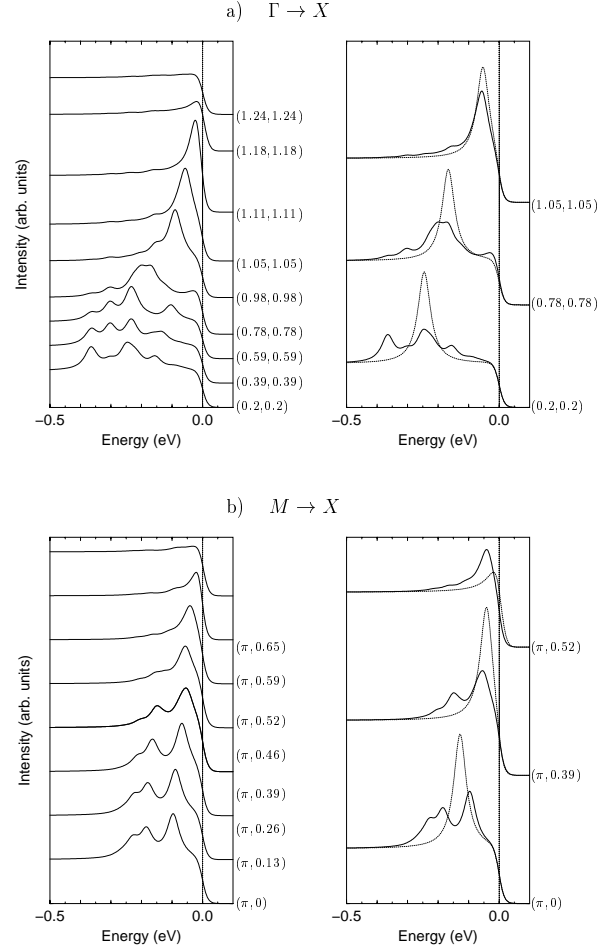 a) Γ → X
Intensity (arb. units)
(1.24,1.24)
(1.18,1.18)
(1.11,1.11)
(1.05,1.05)
(0.98,0.98)
(0.78,0.78)
(0.59,0.59)
(0.39,0.39)
(0.2,0.2)
−0.5 0.0
Energy (eV)
(1.05,1.05)
(0.78,0.78)
(0.2,0.2)
−0.5 0.0
Energy (eV)
b) M → X
Intensity (arb. units)
(π,0.65)
(π,0.59)
(π,0.52)
(π,0.46)
(π,0.39)
(π,0.26)
(π,0.13)
(π,0)
−0.5 0.0
Energy (eV)
(π,0.52)
(π,0.39)
(π,0)
−0.5 0.0
Energy (eV)